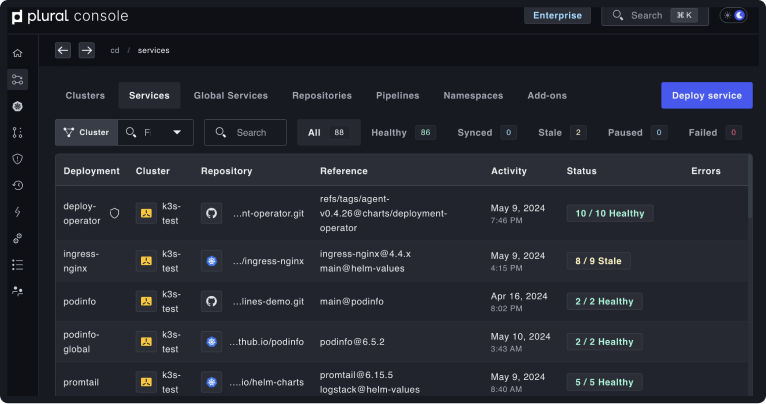 plural console
Enterprise
Search ⌘ K
cd / services
Clusters Services Global Services Repositories Pipelines Namespaces Add-ons Deploy service
Cluster Search All 88 Healthy 86 Synced 0 Stale 2 Paused 0 Failed 0
Deployment Cluster Repository Reference Activity Status Errors
deploy-
operator
k3s-
test
...nt-operator.git
refs/tags/agent-
v0.4.26@charts/deployment-
operator
May 9, 2024
7:46 PM
10 / 10 Healthy
ingress-
nginx
k3s-
test
.../ingress-nginx
ingress-nginx@4.4.x
main@helm-values
May 9, 2024
4:15 PM
8 / 9 Stale
podinfo
k3s-
test
...lines-demo.git
main@podinfo
Apr 16, 2024
8:02 PM
2 / 2 Healthy
podinfo-
global
k3s-
test
...thub.io/podinfo
podinfo@6.5.2
May 10, 2024
3:43 AM
2 / 2 Healthy
promtail
k3s-
test
...io/helm-charts
promtail@6.15.5
logstack@helm-values
May 9, 2024
8:40 AM
5 / 5 Healthy